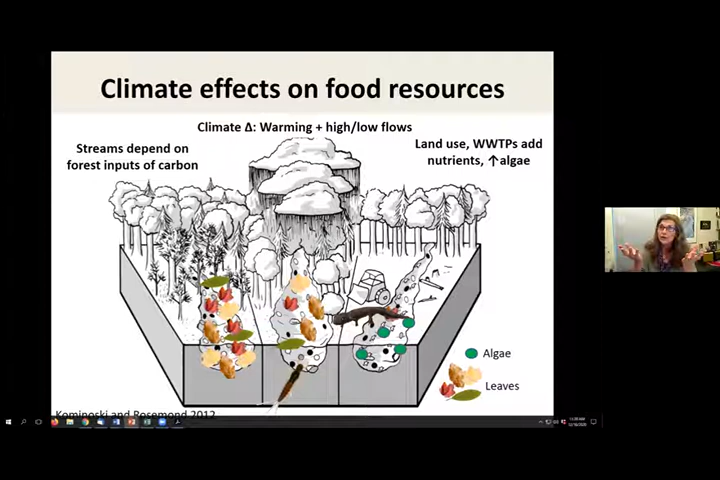 Climate effects on food resources
Climate Δ: Warming + high/low flows
Streams depend on
forest inputs of carbon
Land use, WWTPs add
nutrients, ↑algae
Algae
Leaves
Kominoski and Rosemond 2012